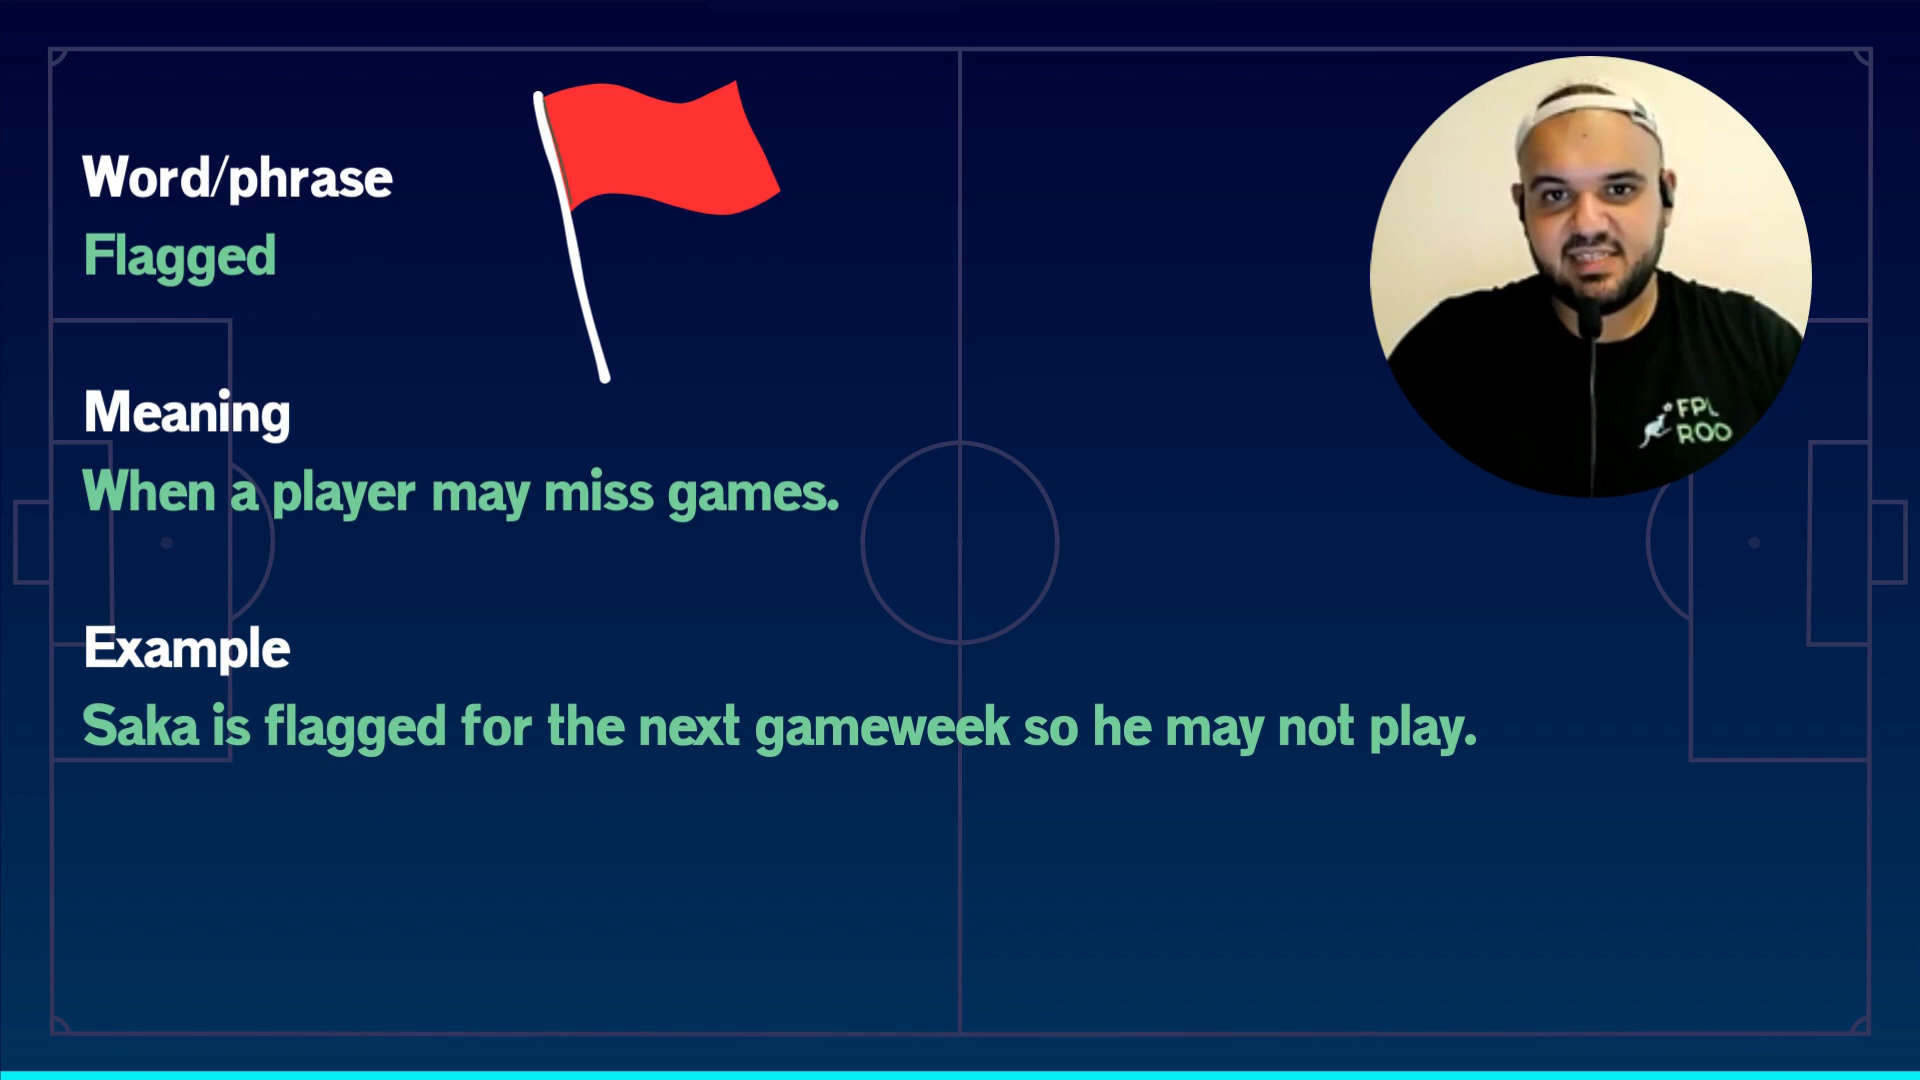 Word/phrase
Flagged
Meaning
When a player may miss games.
Example
Saka is flagged for the next gameweek so he may not play.
FPL
ROO